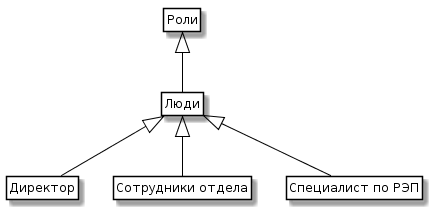 Роли
Люди
Директор
Сотрудники отдела
Специалист по РЭП